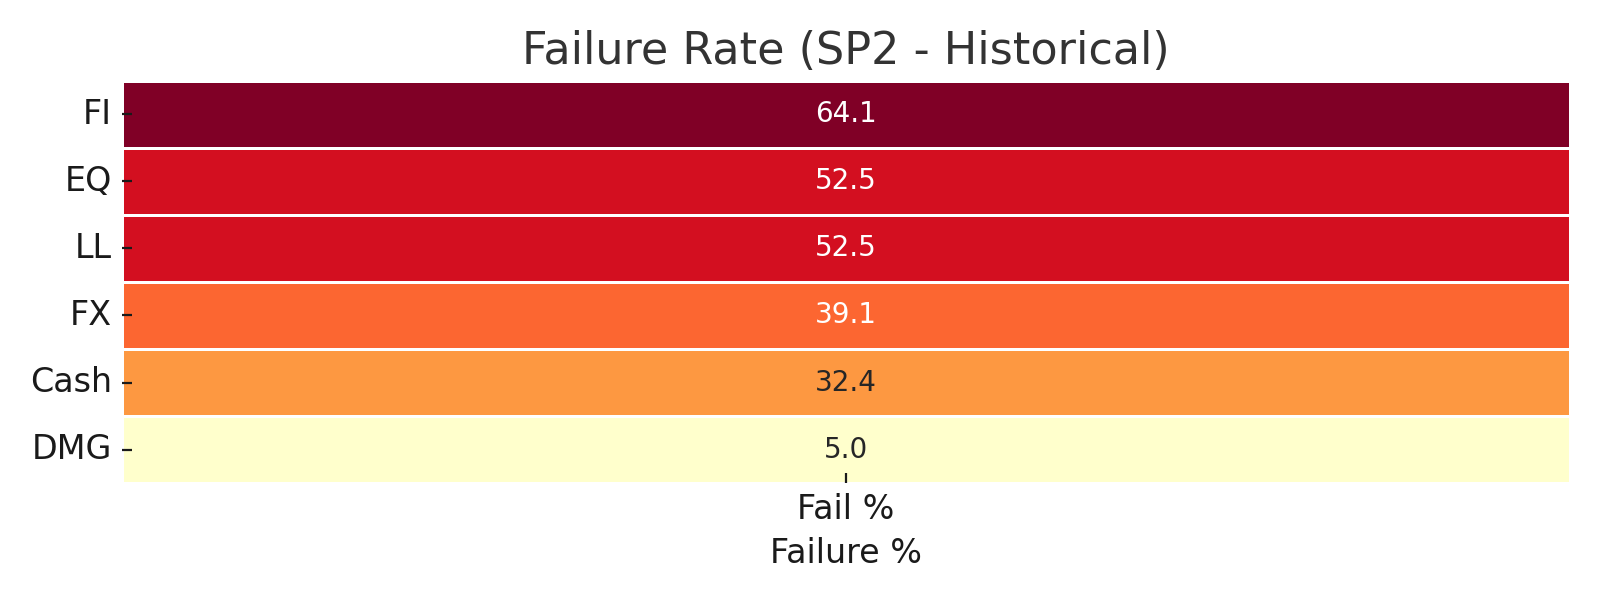 Failure Rate (SP2 - Historical)
FI 64.1
EQ 52.5
LL 52.5
FX 39.1
Cash 32.4
DMG 5.0
Fail %
Failure %